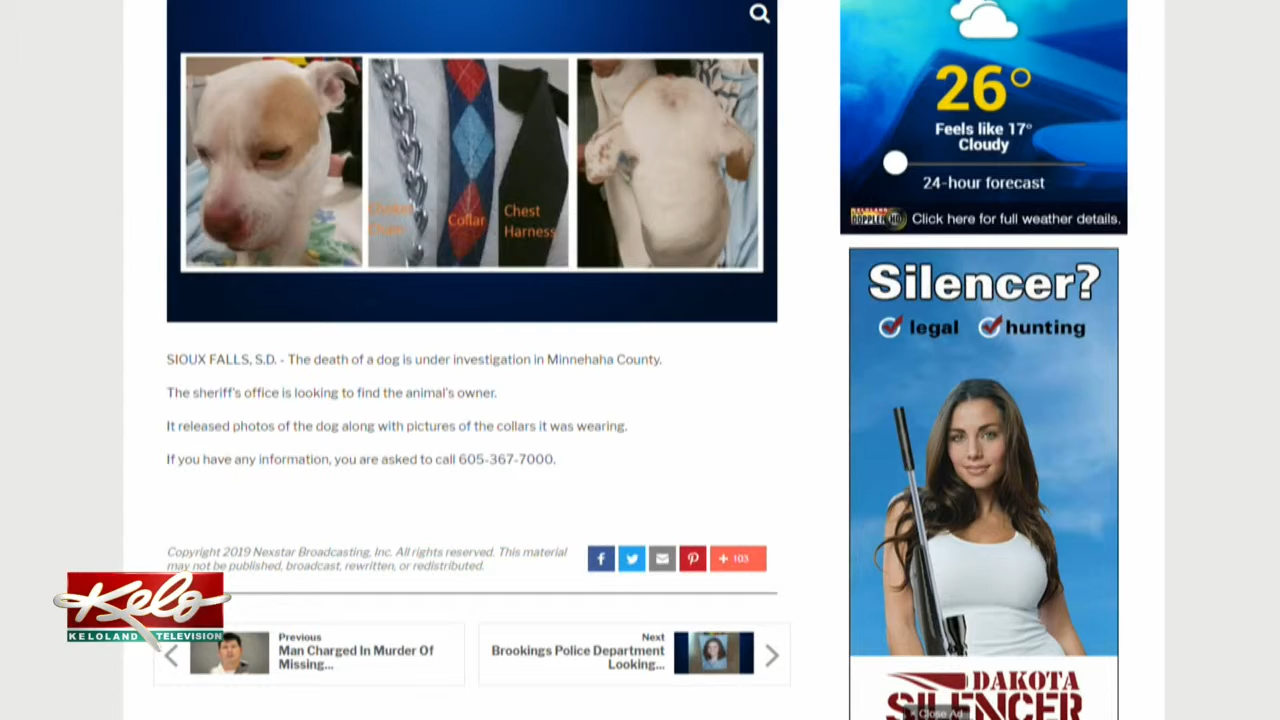 Collar
Chest
Harness
SIOUX FALLS, S.D. - The death of a dog is under investigation in Minnehaha County.
The sheriff's office is looking to find the animal's owner.
It released photos of the dog along with pictures of the collars it was wearing.
If you have any information, you are asked to call 605-367-7000.
Copyright 2019 Nexstar Broadcasting, Inc. All rights reserved. This material
may not be published, broadcast, rewritten, or redistributed.
+ 103
Kelo
KELOLAND TELEVISION
Previous
Man Charged In Murder Of
Missing...
Next
Brookings Police Department
Looking...
26°
Feels like 17°
Cloudy
24-hour forecast
KELOLAND
DOPPLER HD
Click here for full weather details.
Silencer?
legal hunting
DAKOTA
SILENCER
× Close Ad